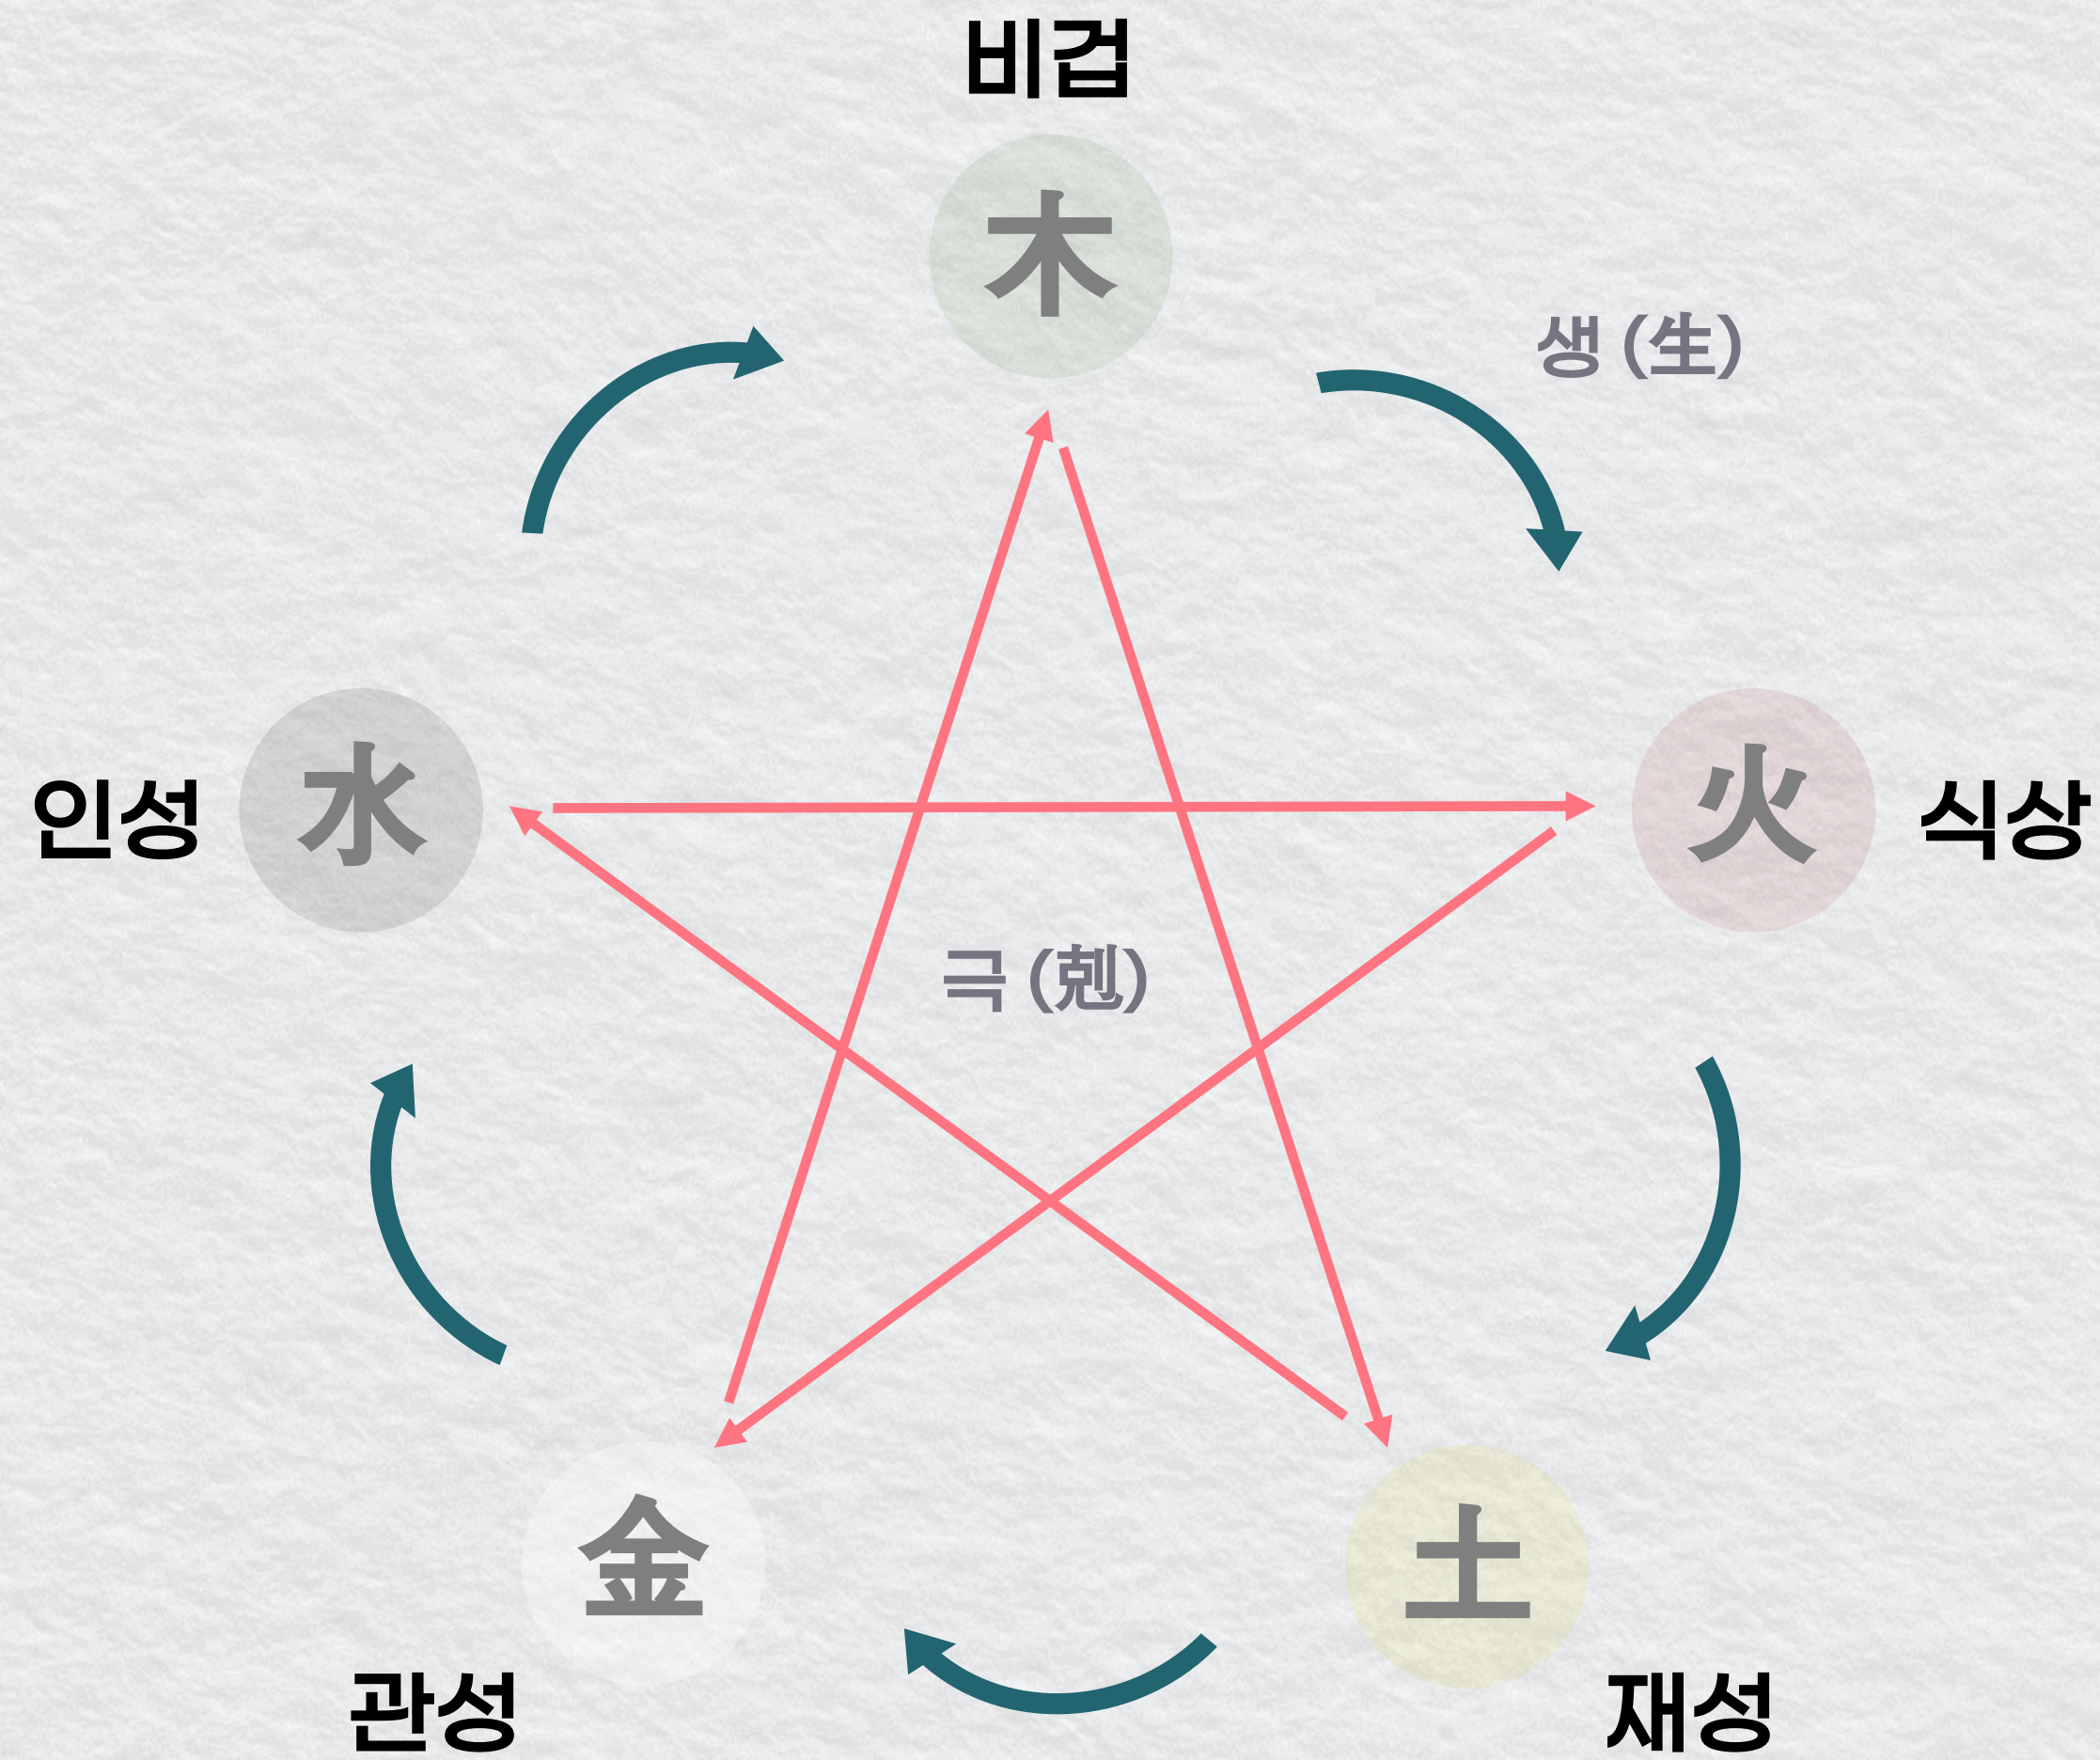 비겁
木
생 (生)
인성
水
火
식상
극 (剋)
金
土
관성
재성